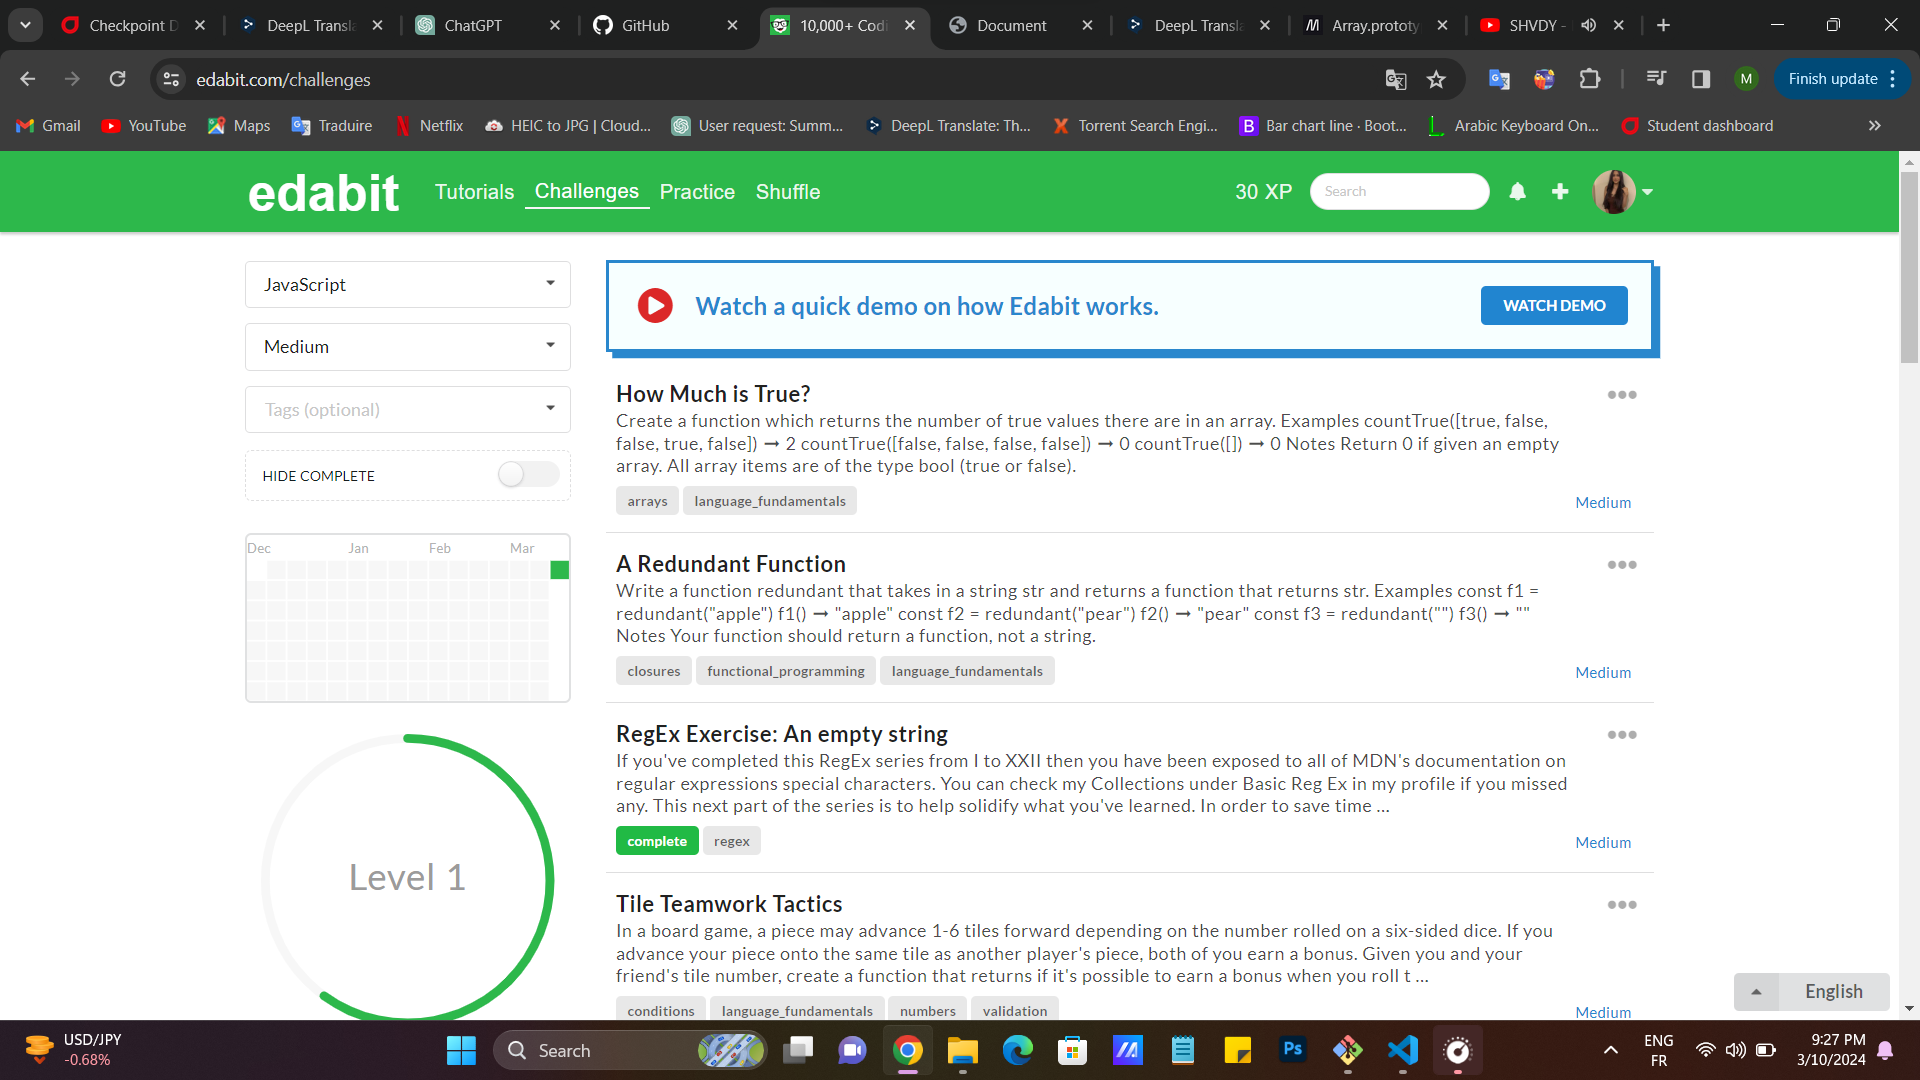 Checkpoint D
DeepL Transla
ChatGPT
GitHub
10,000+ Codi
Document
DeepL Transla
Array.prototy
SHVDY -
edabit.com/challenges
M
Finish update
Gmail
YouTube
Maps
Traduire
Netflix
HEIC to JPG | Cloud...
User request: Summ...
DeepL Translate: Th...
Torrent Search Engi...
Bar chart line · Boot...
Arabic Keyboard On...
Student dashboard
edabit
Tutorials
Challenges
Practice
Shuffle
30 XP
Search
JavaScript
Medium
Tags (optional)
HIDE COMPLETE
Dec
Jan
Feb
Mar
Level 1
Watch a quick demo on how Edabit works.
WATCH DEMO
How Much is True?
Create a function which returns the number of true values there are in an array. Examples countTrue([true, false,
false, true, false]) ➞ 2 countTrue([false, false, false, false]) ➞ 0 countTrue([]) ➞ 0 Notes Return 0 if given an empty
array. All array items are of the type bool (true or false).
arrays
language_fundamentals
Medium
A Redundant Function
Write a function redundant that takes in a string str and returns a function that returns str. Examples const f1 =
redundant("apple") f1() ➞ "apple" const f2 = redundant("pear") f2() ➞ "pear" const f3 = redundant("") f3() ➞ ""
Notes Your function should return a function, not a string.
closures
functional_programming
language_fundamentals
Medium
RegEx Exercise: An empty string
If you've completed this RegEx series from I to XXII then you have been exposed to all of MDN's documentation on
regular expressions special characters. You can check my Collections under Basic Reg Ex in my profile if you missed
any. This next part of the series is to help solidify what you've learned. In order to save time ...
complete
regex
Medium
Tile Teamwork Tactics
In a board game, a piece may advance 1-6 tiles forward depending on the number rolled on a six-sided dice. If you
advance your piece onto the same tile as another player's piece, both of you earn a bonus. Given you and your
friend's tile number, create a function that returns if it's possible to earn a bonus when you roll t ...
conditions
language_fundamentals
numbers
validation
Medium
English
USD/JPY
-0.68%
Search
Ps
ENG
FR
9:27 PM
3/10/2024